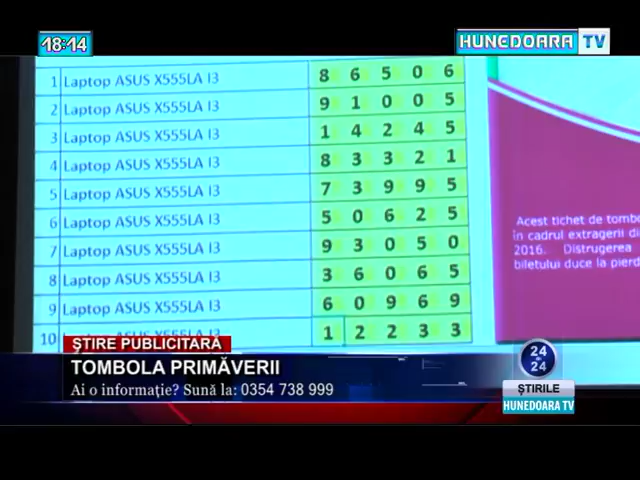 18:14
HUNEDOARA TV
1 Laptop ASUS X555LA I3 8 6 5 0 6
2 Laptop ASUS X555LA I3 9 1 0 0 5
3 Laptop ASUS X555LA I3 1 4 2 4 5
4 Laptop ASUS X555LA I3 8 3 3 2 1
5 Laptop ASUS X555LA I3 7 3 9 9 5
6 Laptop ASUS X555LA I3 5 0 6 2 5
7 Laptop ASUS X555LA I3 9 3 0 5 0
8 Laptop ASUS X555LA I3 3 6 0 6 5
9 Laptop ASUS X555LA I3 6 0 9 6 9
10 Laptop ASUS X555LA I3 1 2 2 3 3
Acest tichet de tombo
în cadrul extragerii di
2016. Distrugerea
biletului duce la pierd
ŞTIRE PUBLICITARĂ
TOMBOLA PRIMĂVERII
Ai o informaţie? Sună la: 0354 738 999
24
24
ŞTIRILE
HUNEDOARA TV